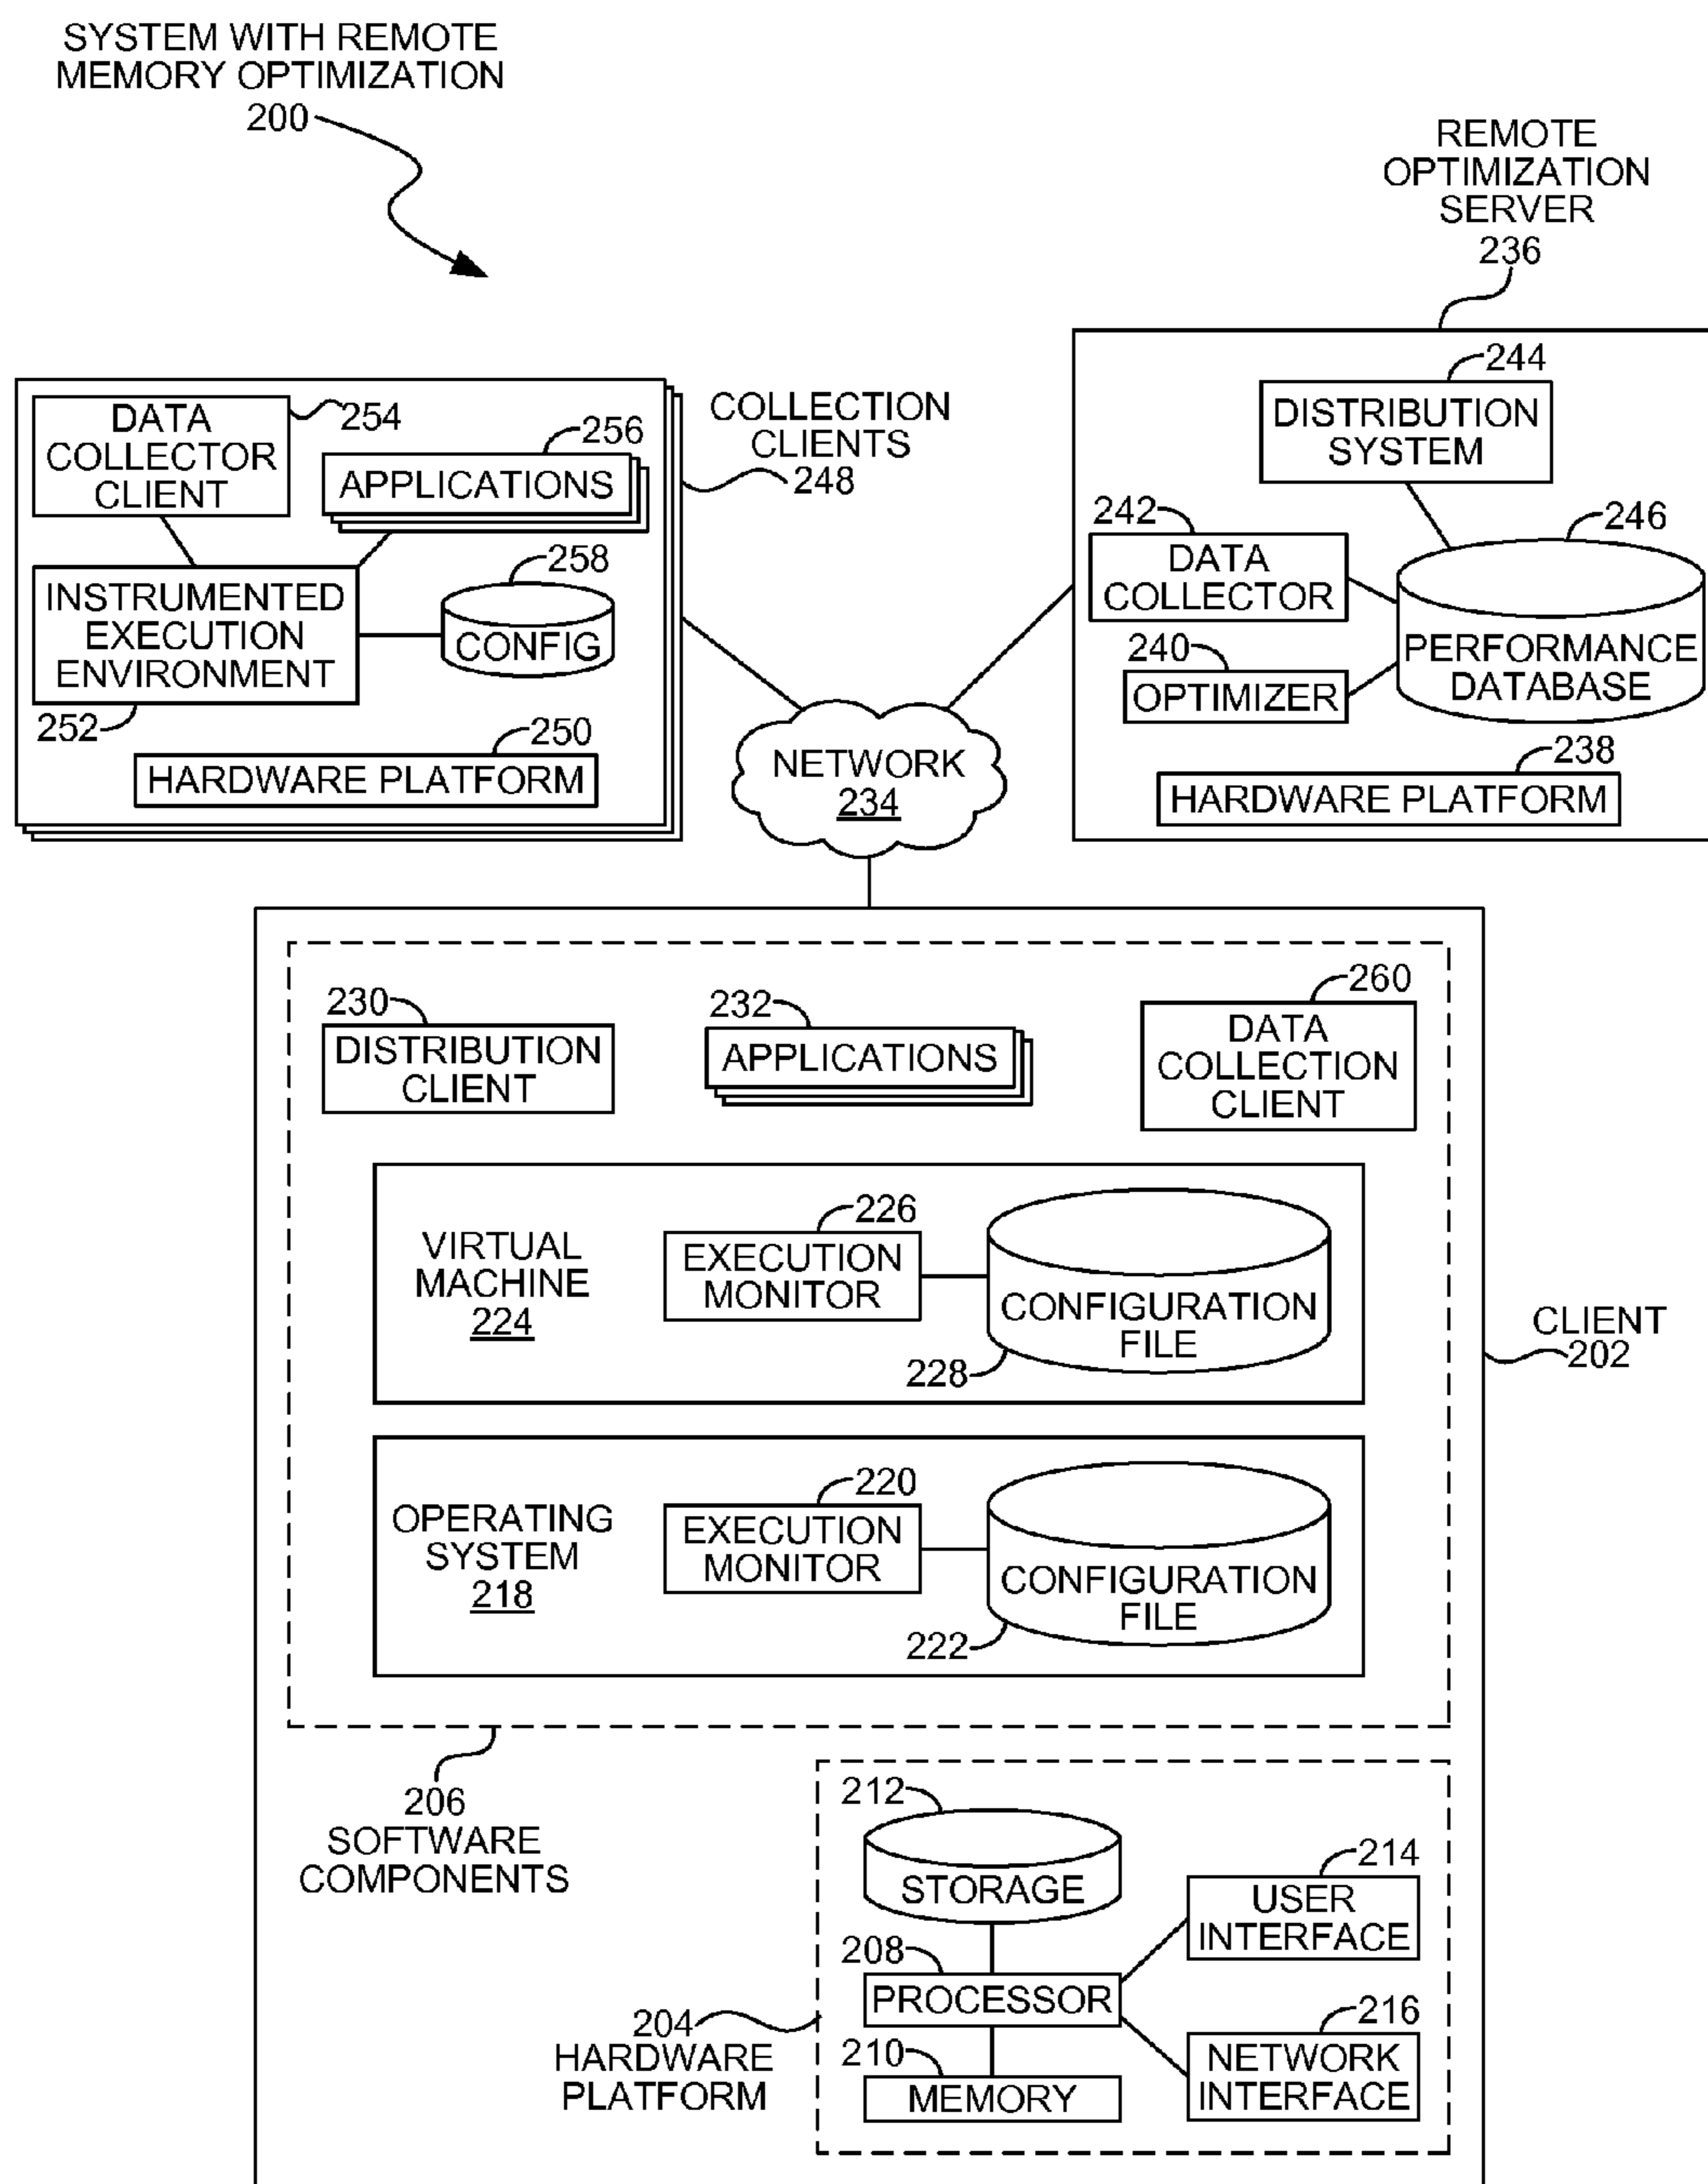 SYSTEM WITH REMOTE
MEMORY OPTIMIZATION
200
REMOTE
OPTIMIZATION
SERVER
236
COLLECTION
CLIENTS
248
DATA
COLLECTOR
CLIENT
254
256
APPLICATIONS
INSTRUMENTED
EXECUTION
ENVIRONMENT
252
258
CONFIG
250
HARDWARE PLATFORM
244
DISTRIBUTION
SYSTEM
242
DATA
COLLECTOR
246
PERFORMANCE
DATABASE
240
OPTIMIZER
238
HARDWARE PLATFORM
NETWORK
234
230
DISTRIBUTION
CLIENT
232
APPLICATIONS
260
DATA
COLLECTION
CLIENT
VIRTUAL
MACHINE
224
226
EXECUTION
MONITOR
CONFIGURATION
FILE
228
CLIENT
202
OPERATING
SYSTEM
218
220
EXECUTION
MONITOR
CONFIGURATION
FILE
222
206
SOFTWARE
COMPONENTS
212
STORAGE
214
USER
INTERFACE
208
PROCESSOR
204
HARDWARE
PLATFORM
210
MEMORY
216
NETWORK
INTERFACE